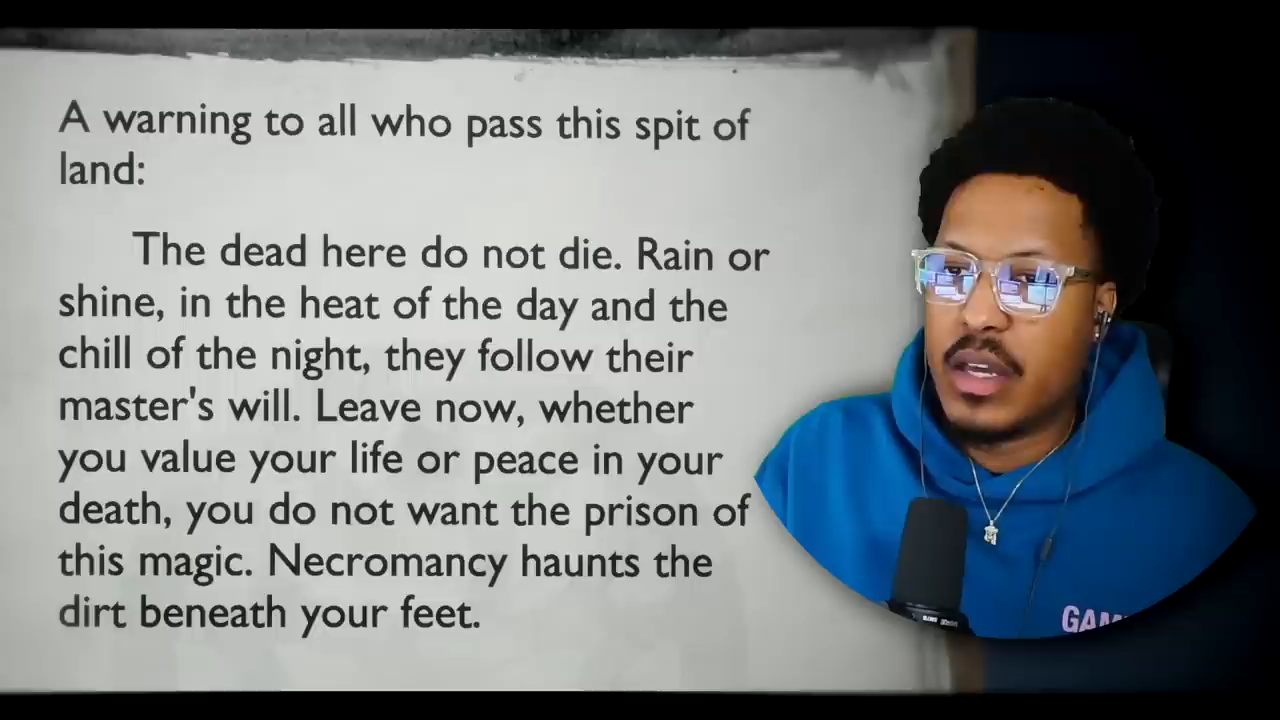 A warning to all who pass this spit of
land:
The dead here do not die. Rain or
shine, in the heat of the day and the
chill of the night, they follow their
master's will. Leave now, whether
you value your life or peace in your
death, you do not want the prison of
this magic. Necromancy haunts the
dirt beneath your feet.